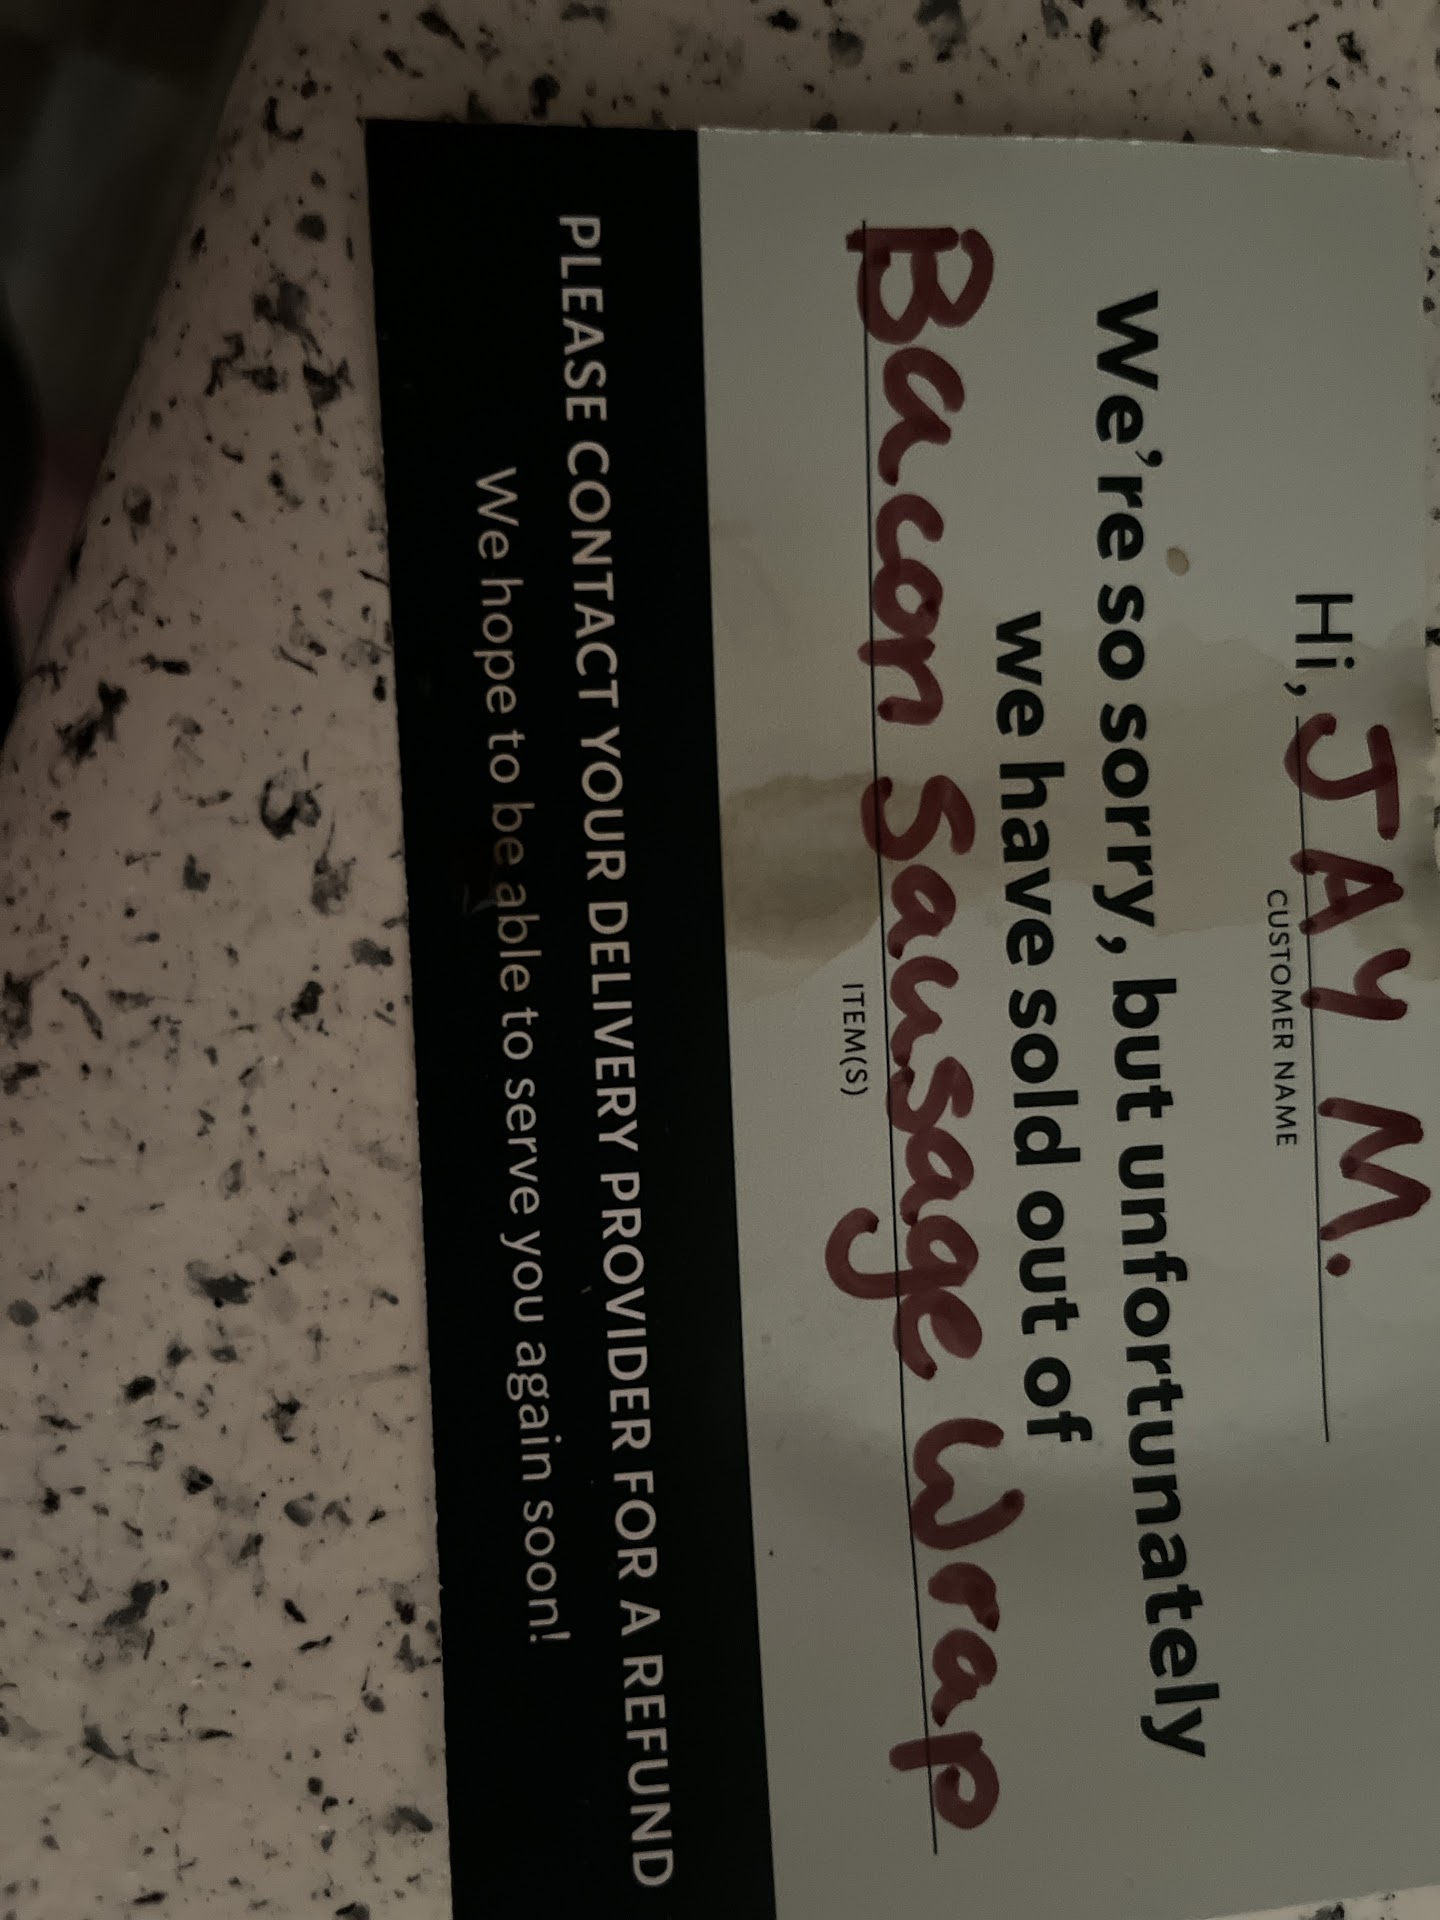 Hi, JAY M.
CUSTOMER NAME
We're so sorry, but unfortunately
we have sold out of
Bacon Sausage Wrap
ITEM(S)
PLEASE CONTACT YOUR DELIVERY PROVIDER FOR A REFUND
We hope to be able to serve you again soon!